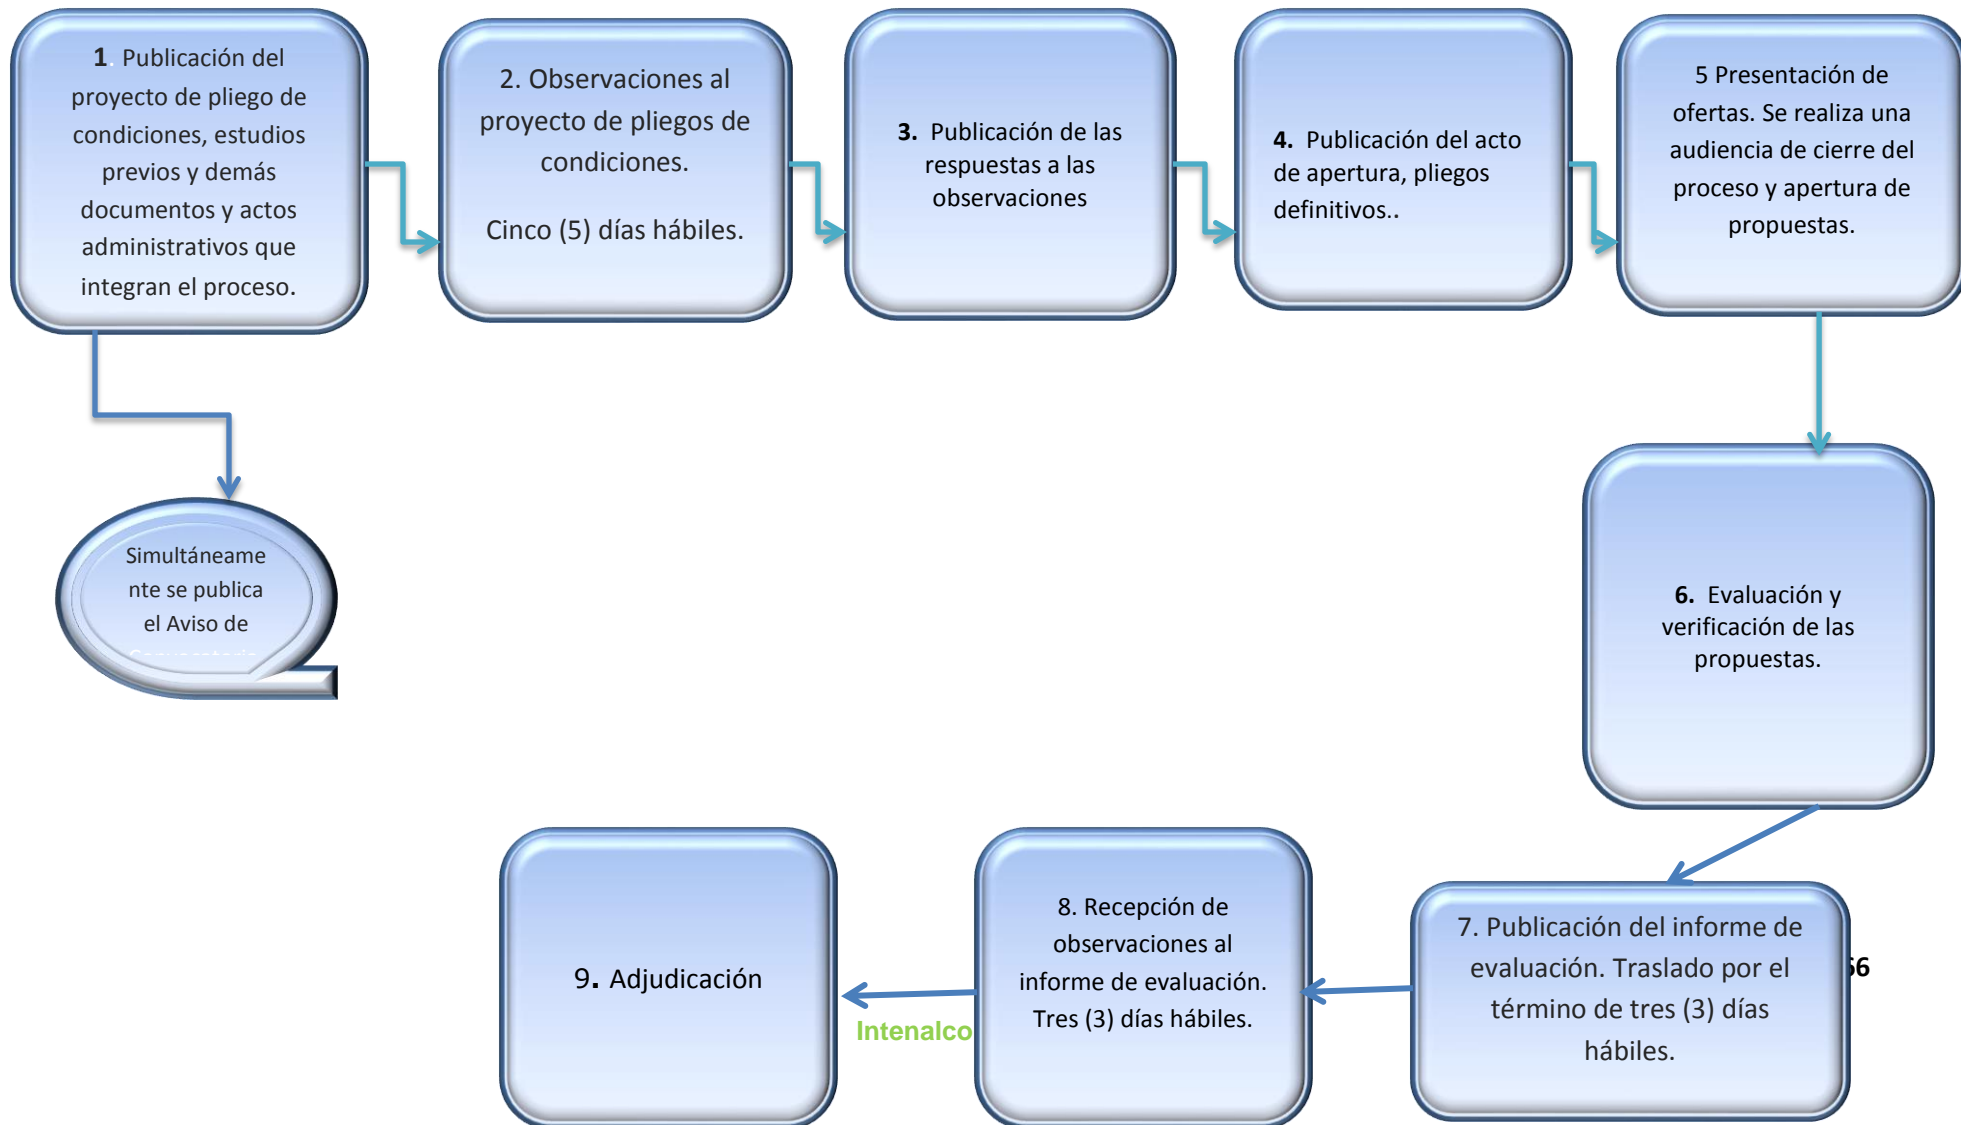 1. Publicación del
proyecto de pliego de
condiciones, estudios
previos y demás
documentos y actos
administrativos que
integran el proceso.
2. Observaciones al
proyecto de pliegos de
condiciones.
Cinco (5) días hábiles.
3. Publicación de las
respuestas a las
observaciones
4. Publicación del acto
de apertura, pliegos
definitivos..
5 Presentación de
ofertas. Se realiza una
audiencia de cierre del
proceso y apertura de
propuestas.
Simultáneame
nte se publica
el Aviso de
6. Evaluación y
verificación de las
propuestas.
7. Publicación del informe de
evaluación. Traslado por el
término de tres (3) días
hábiles.
8. Recepción de
observaciones al
informe de evaluación.
Tres (3) días hábiles.
9. Adjudicación
Intenalco